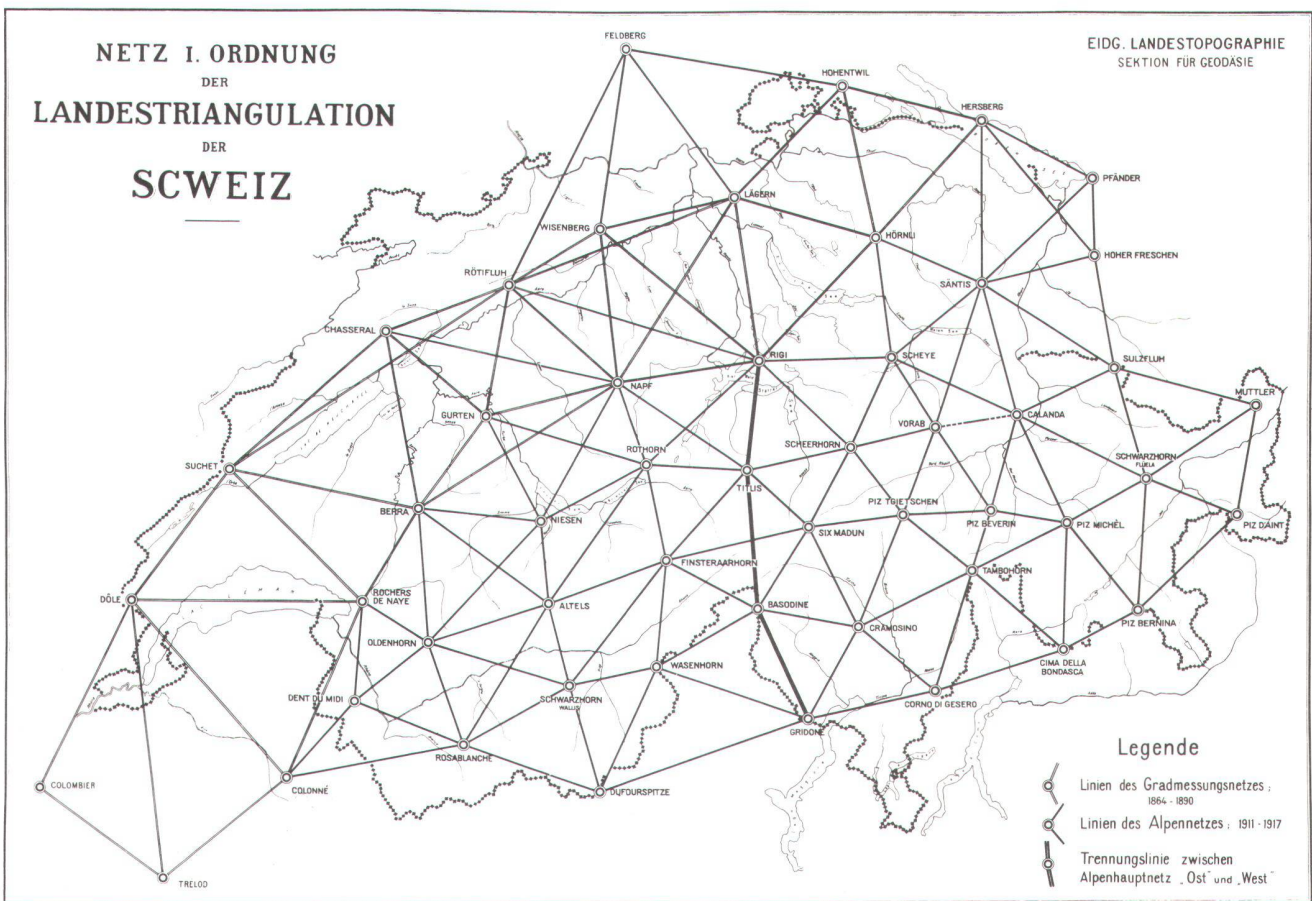 NETZ I. ORDNUNG
DER
LANDESTRIANGULATION
DER
SCWEIZ
EIDG. LANDESTOPOGRAPHIE
SEKTION FÜR GEODÄSIE
FELDBERG
HOHENTWIL
HERSBERG
PFÄNDER
LÄGERN
WISENBERG
HÖRNLI
HOHER FRESCHEN
RÖTIFLUH
SÄNTIS
CHASSERAL
RIGI
SCHEYE
SULZFLUH
NAPF
MUTTLER
GURTEN
VORAB
CALANDA
ROTHORN
SCHEERHORN
SUCHET
TITLIS
SCHWARZHORN
FLÜELA
BERRA
NIESEN
PIZ TGIETSCHEN
PIZ BEVERIN
PIZ MICHÈL
PIZ D'AINT
SIX MADUN
FINSTERAARHORN
TAMBOHORN
DÔLE
ROCHERS
DE NAYE
ALTELS
BASODINE
PIZ BERNINA
OLDENHORN
CRAMOSINO
WASENHORN
CIMA DELLA
BONDASCA
DENT DU MIDI
SCHWARZHORN
WALLIS
CORNO DI GESERO
GRIDONE
ROSABLANCHE
COLOMBIER
COLONNÉ
DUFOURSPITZE
TRELOD
Legende
Linien des Gradmessungsnetzes;
1864 - 1890
Linien des Alpennetzes; 1911 - 1917
Trennungslinie zwischen
Alpenhauptnetz „Ost" und „West"